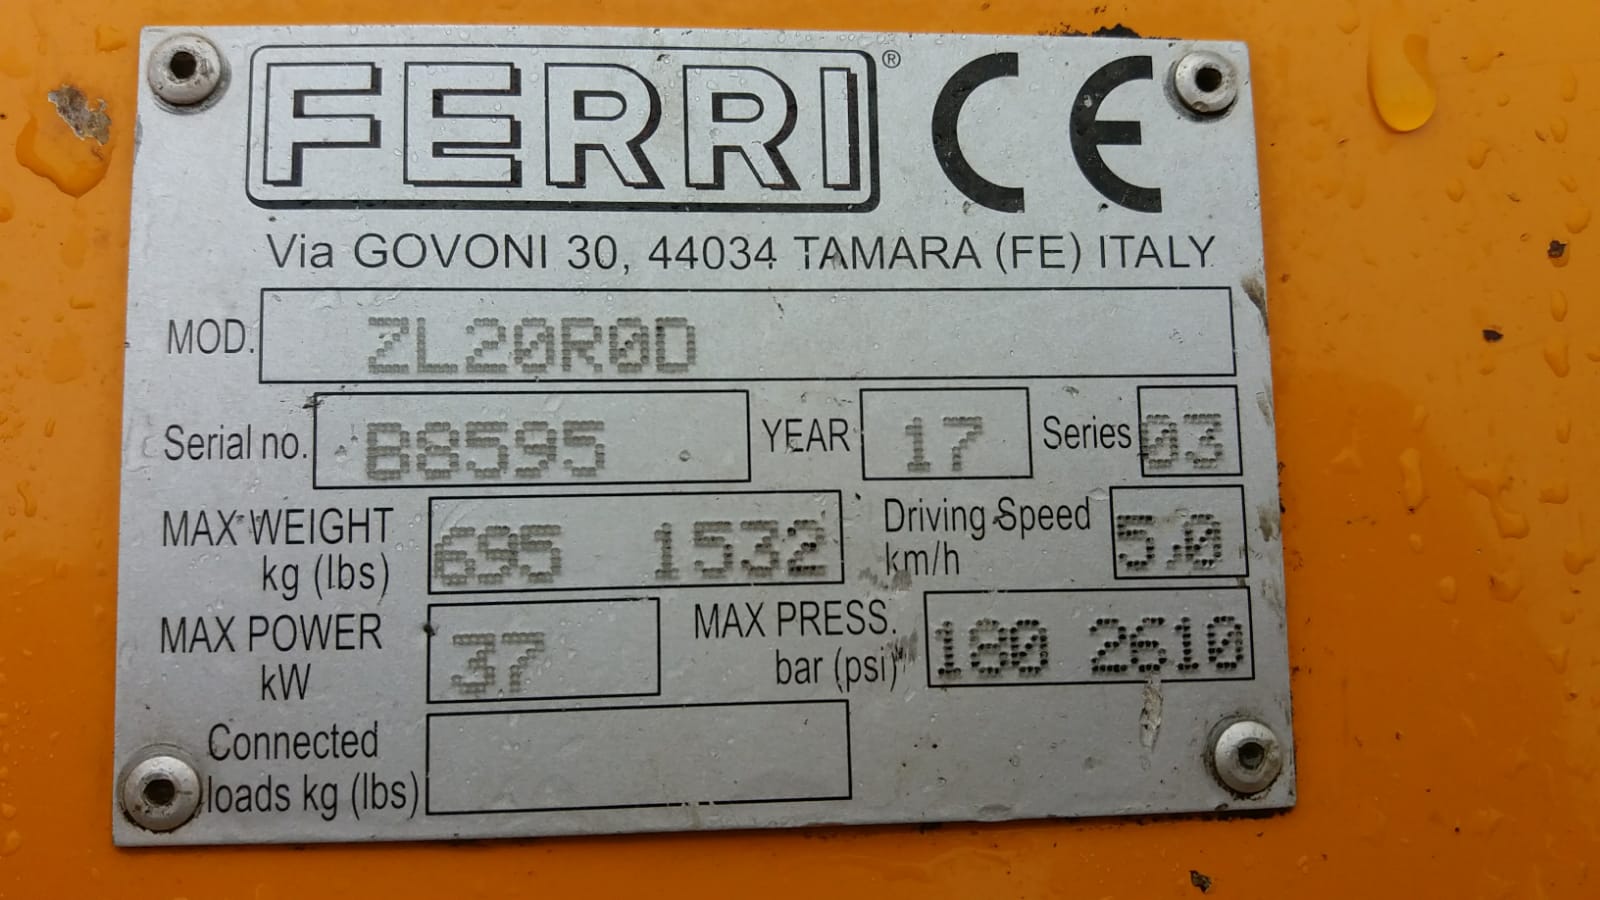 FERRI® CE
Via GOVONI 30, 44034 TAMARA (FE) ITALY
MOD. ZL20R0D
Serial no. B8595 YEAR 17 Series 03
MAX WEIGHT kg (lbs) 695 1532 Driving Speed km/h 5,0
MAX POWER kW 37 MAX PRESS. bar (psi) 180 2610
Connected loads kg (lbs)